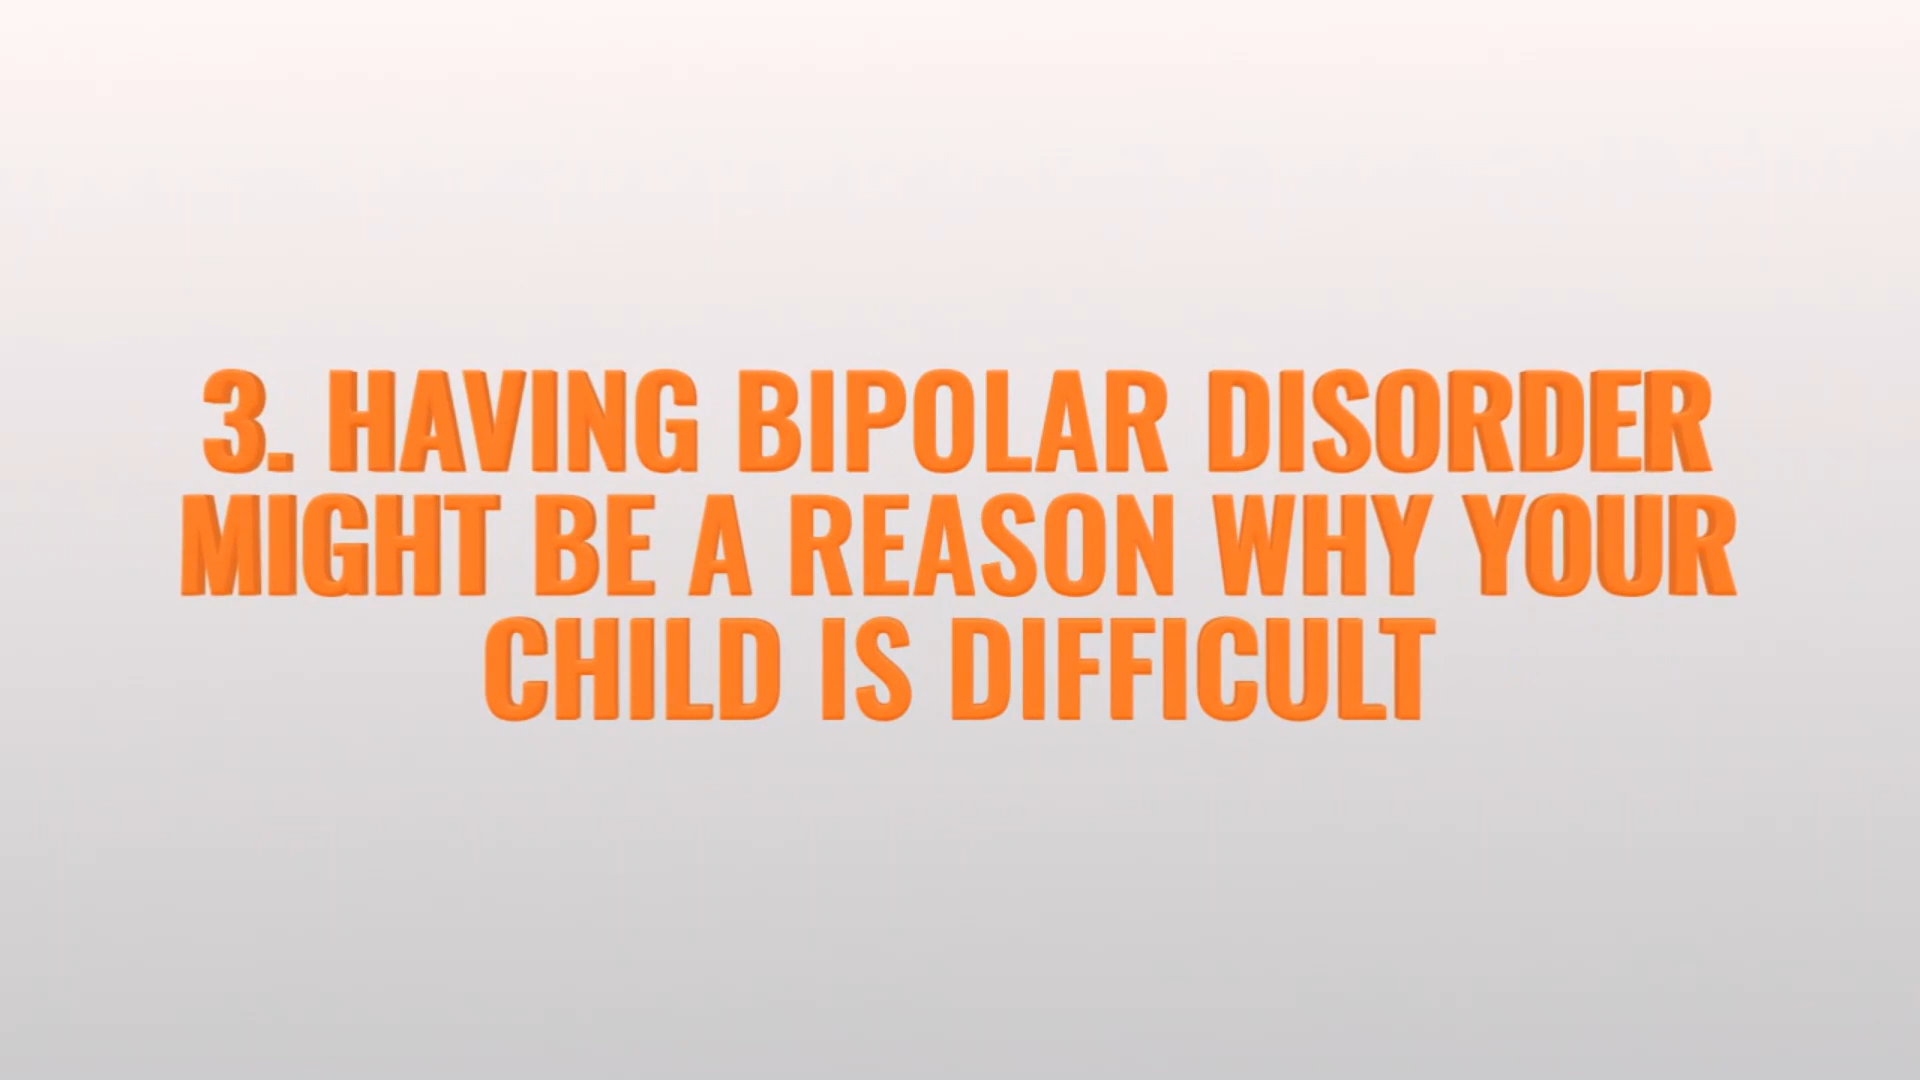 3. HAVING BIPOLAR DISORDER
MIGHT BE A REASON WHY YOUR
CHILD IS DIFFICULT